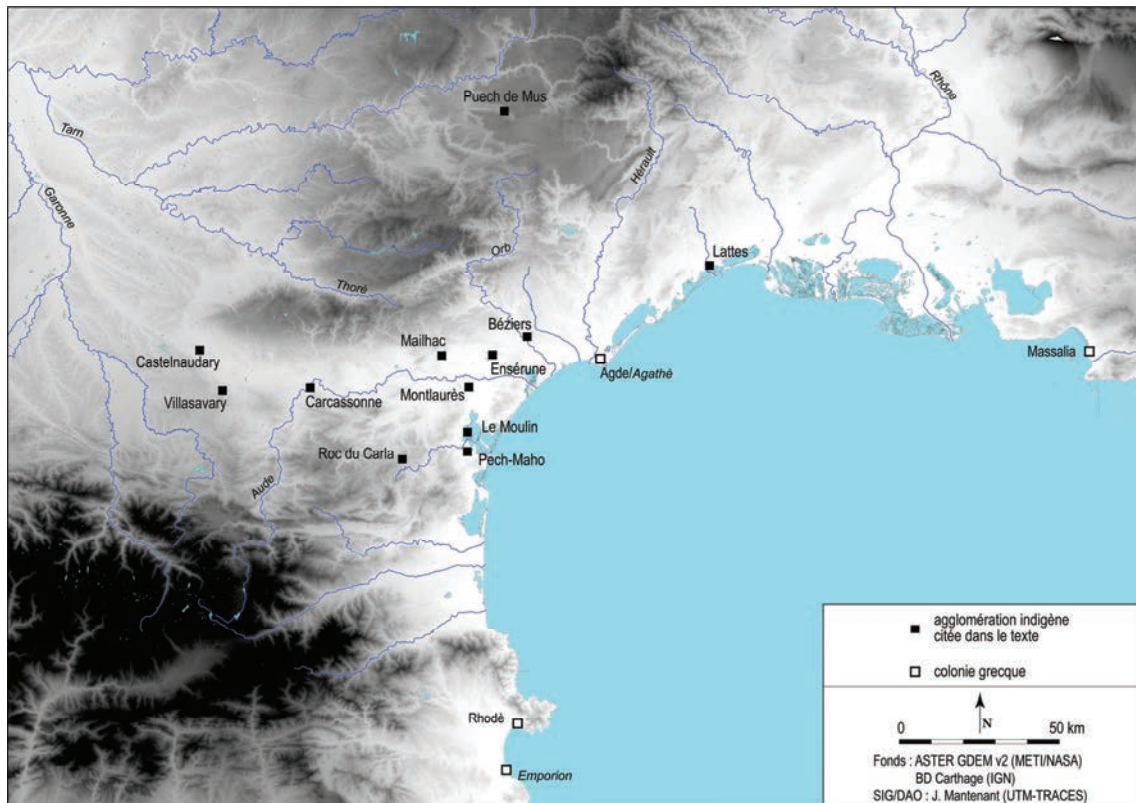 Puech de Mus
Rhône
Tarn
Hérault
Garonne
Orb
Lattes
Thoré
Béziers
Mailhac
Massalia
Castelnaudary
Ensérune
Agde/Agathè
Villasavary
Carcassonne
Montlaurès
Le Moulin
Roc du Carla
Pech-Maho
Aude
agglomération indigène
citée dans le texte
colonie grecque
Rhodè
N
0 50 km
Emporion
Fonds : ASTER GDEM v2 (METI/NASA)
BD Carthage (IGN)
SIG/DAO : J. Mantenant (UTM-TRACES)